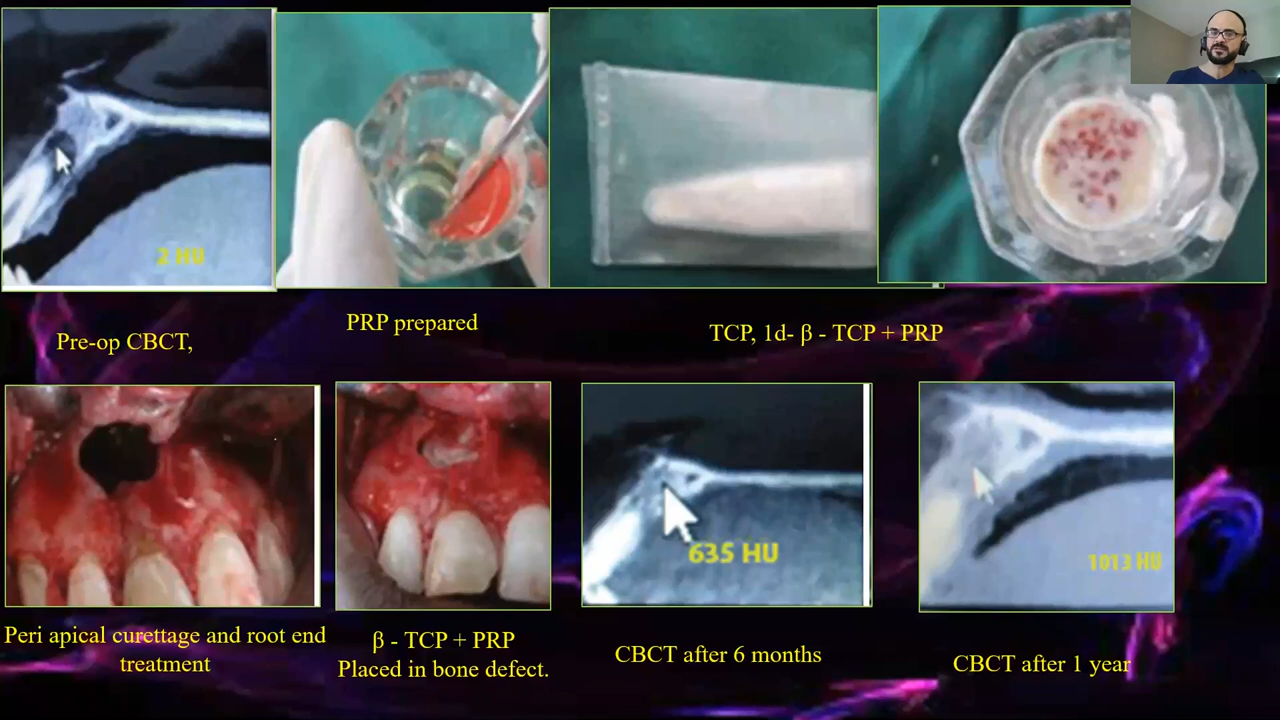 2 HU
Pre-op CBCT,
PRP prepared
TCP, 1d- β - TCP + PRP
635 HU
1013 HU
Peri apical curettage and root end
treatment
β - TCP + PRP
Placed in bone defect.
CBCT after 6 months
CBCT after 1 year